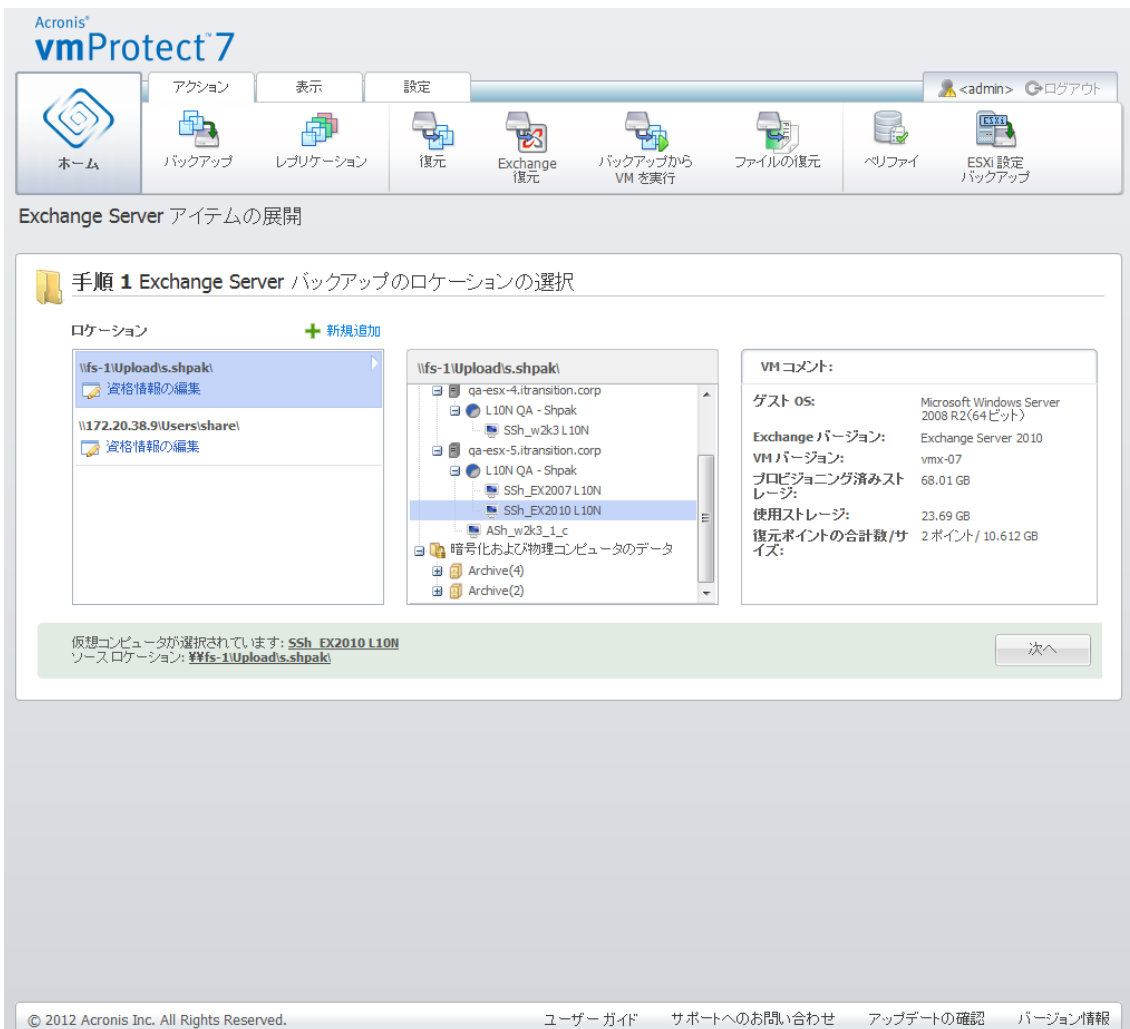 Acronis®
vmProtect™7
アクション 表示 設定
<admin> ログアウト
ホーム
バックアップ
レプリケーション
復元
Exchange
復元
バックアップから
VM を実行
ファイルの復元
ベリファイ
ESXi 設定
バックアップ
Exchange Server アイテムの展開
手順 1 Exchange Server バックアップのロケーションの選択
ロケーション
新規追加
\\fs-1\Upload\s.shpak\
資格情報の編集
\\172.20.38.9\Users\share\
資格情報の編集
\\fs-1\Upload\s.shpak\
qa-esx-4.itransition.corp
L10N QA - Shpak
SSh_w2k3 L10N
qa-esx-5.itransition.corp
L10N QA - Shpak
SSh_EX2007 L10N
SSh_EX2010 L10N
ASh_w2k3_1_c
暗号化および物理コンピュータのデータ
Archive(4)
Archive(2)
VM コメント:
ゲスト OS:
Microsoft Windows Server
2008 R2(64ビット)
Exchange バージョン:
Exchange Server 2010
VM バージョン:
vmx-07
プロビジョニング済みスト
レージ:
68.01 GB
使用ストレージ:
23.69 GB
復元ポイントの合計数/サ
イズ:
2 ポイント/ 10.612 GB
仮想コンピュータが選択されています: SSh_EX2010 L10N
ソース ロケーション: ¥¥fs-1\Upload\s.shpak\
次へ
© 2012 Acronis Inc. All Rights Reserved.
ユーザー ガイド サポートへのお問い合わせ アップデートの確認 バージョン情報